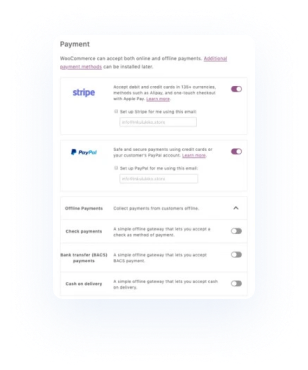 Payment
WooCommerce can accept both online and offline payments. Additional
payment methods can be installed later.
stripe
Accept debit and credit cards in 135+ currencies,
methods such as Alipay, and one-touch checkout
with Apple Pay. Learn more.
Set up Stripe for me using this email:
PayPal
Safe and secure payments using credit cards or
your customer's PayPal account. Learn more.
Set up PayPal for me using this email:
Offline Payments
Collect payments from customers offline.
Check payments
A simple offline gateway that lets you accept a
check as method of payment.
Bank transfer (BACS)
payments
A simple offline gateway that lets you accept
BACS payment.
Cash on delivery
A simple offline gateway that lets you accept cash
on delivery.